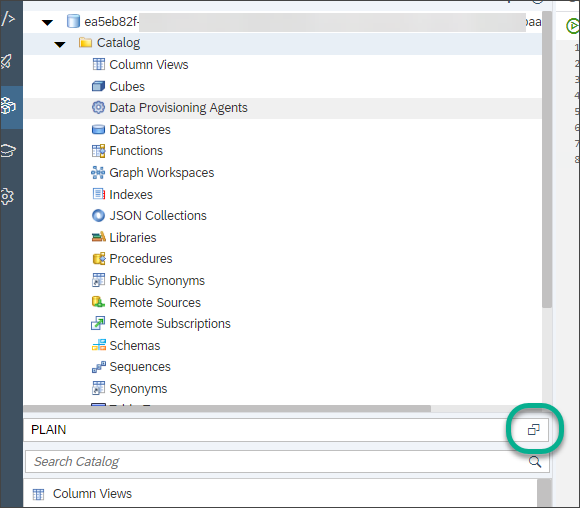 ea5eb82f-
Catalog
Column Views
Cubes
Data Provisioning Agents
DataStores
Functions
Graph Workspaces
Indexes
JSON Collections
Libraries
Procedures
Public Synonyms
Remote Sources
Remote Subscriptions
Schemas
Sequences
Synonyms
PLAIN
Search Catalog
Column Views
1
2
3
4
5
6
7
8